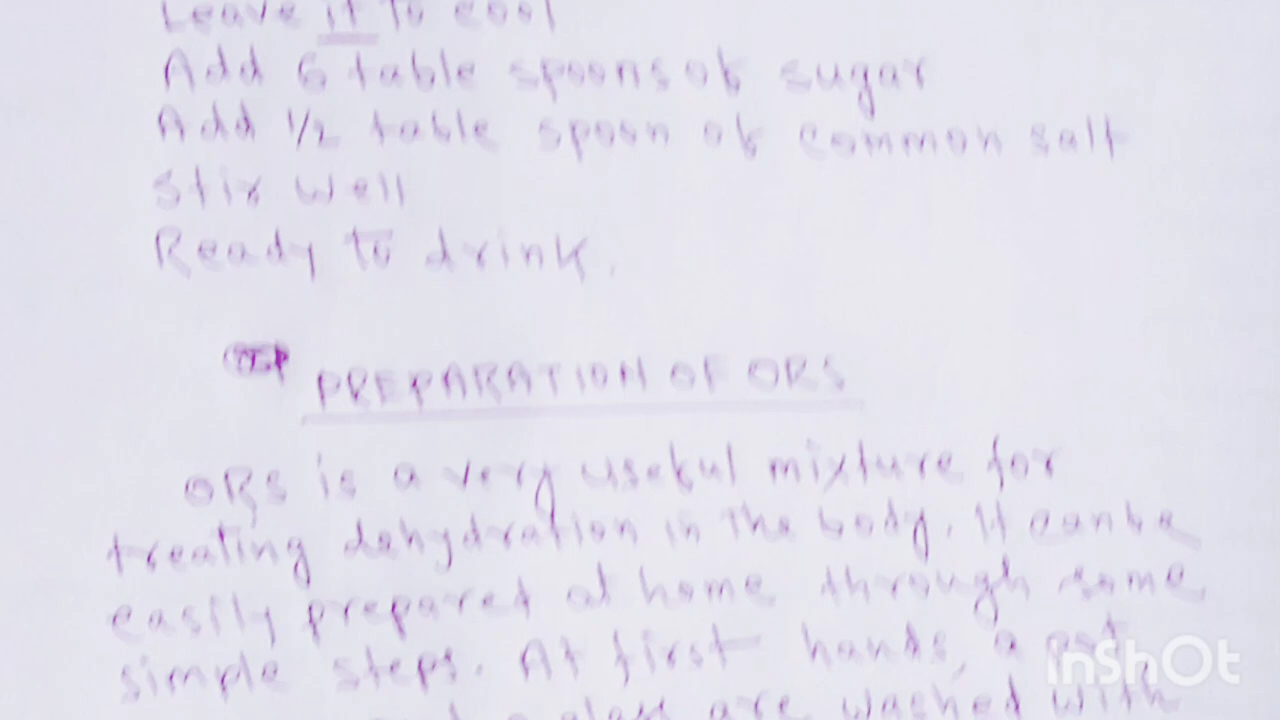 Leave it to cool
Add 6 table spoons of sugar
Add 1/2 table spoon of common salt
Stir well
Ready to drink.
PREPARATION OF ORS
ORS is a very useful mixture for
treating dehydration in the body. It can be
easily prepared at home through some
simple steps. At first hands, a pot
glass are washed with
InShOt